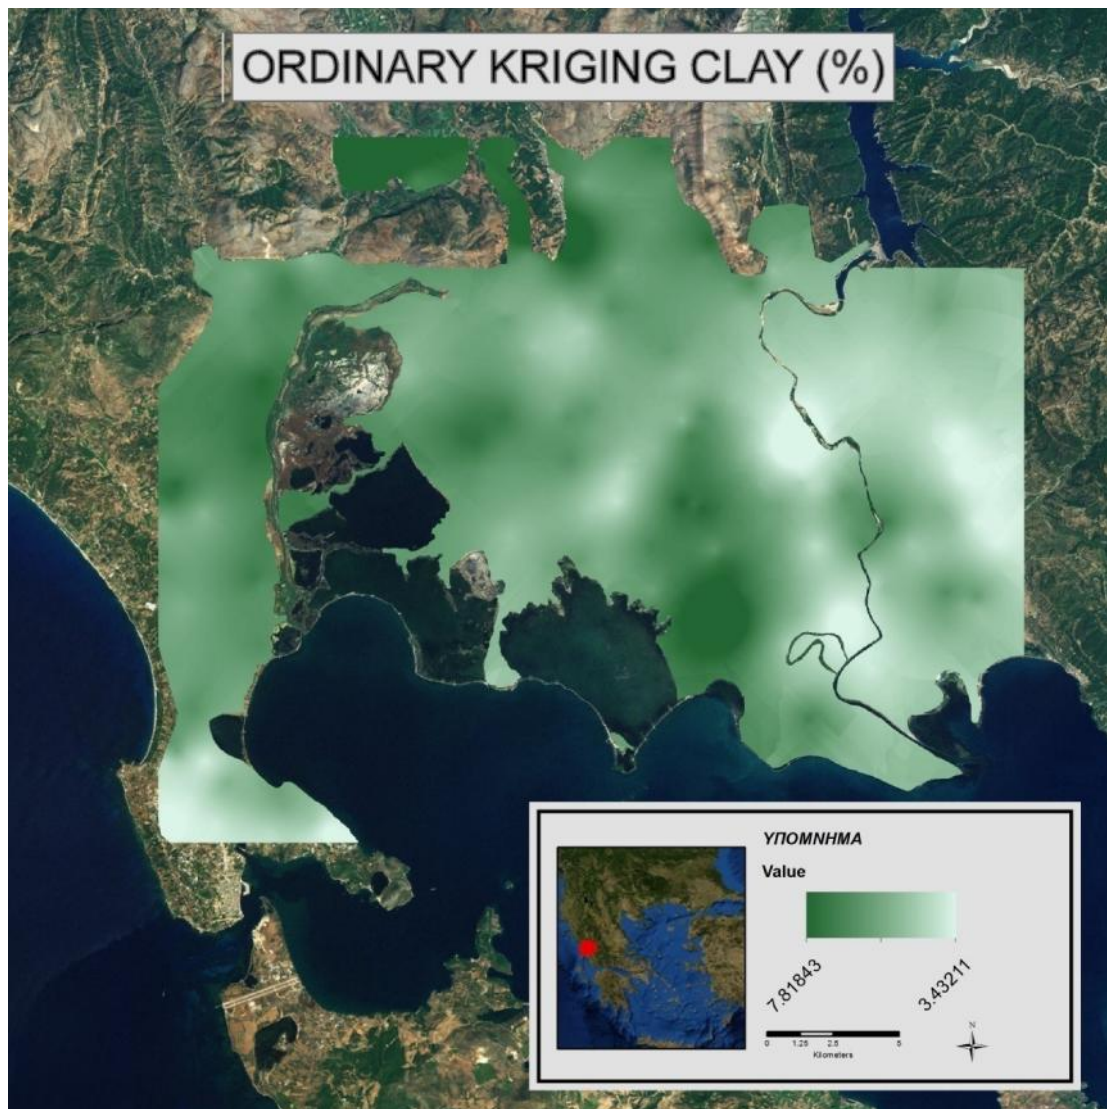 ORDINARY KRIGING CLAY (%)
ΥΠΟΜΝΗΜΑ
Value
7.81843
3.43211
N
0 1.25 2.5 5
Kilometers